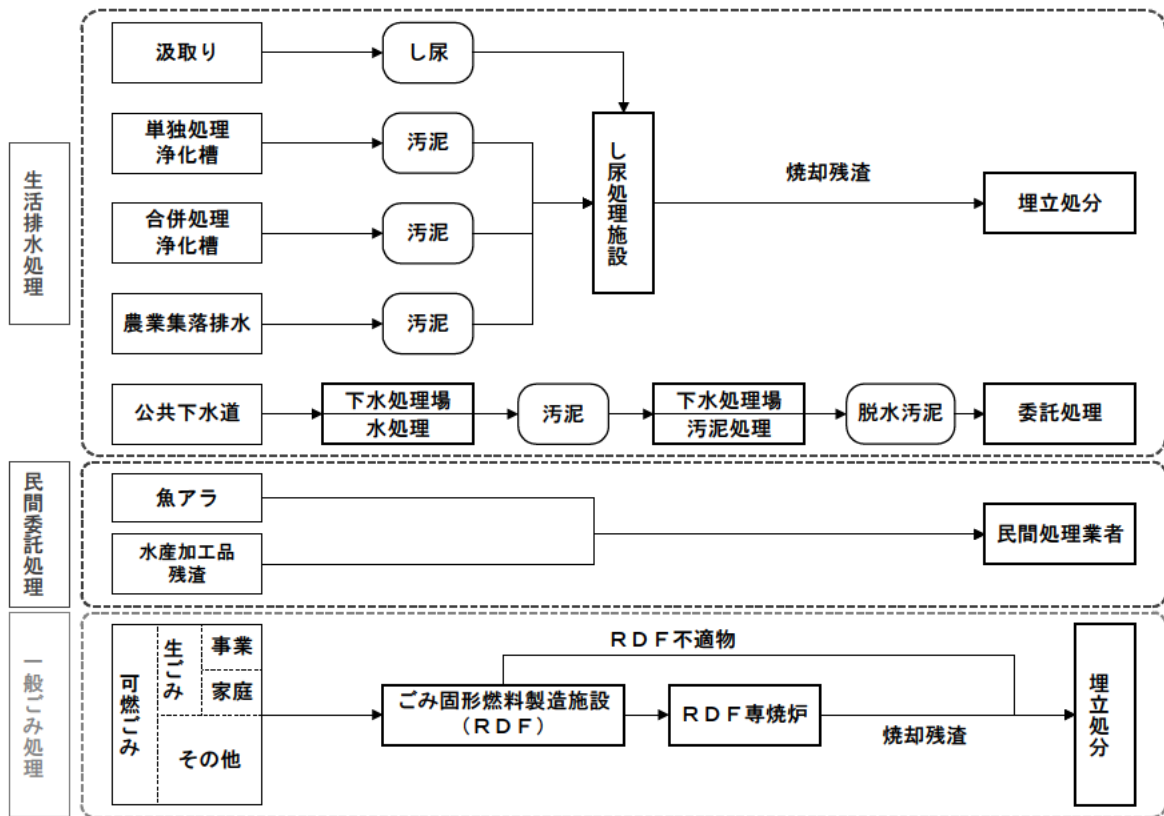 生活排水処理
汲取り
し尿
単独処理
浄化槽
汚泥
合併処理
浄化槽
汚泥
農業集落排水
汚泥
し尿処理施設
焼却残渣
埋立処分
公共下水道
下水処理場
水処理
汚泥
下水処理場
汚泥処理
脱水汚泥
委託処理
民間委託処理
魚アラ
水産加工品
残渣
民間処理業者
一般ごみ処理
可燃ごみ
生ごみ
事業
家庭
その他
ごみ固形燃料製造施設
(RDF)
RDF不適物
RDF専焼炉
焼却残渣
埋立処分